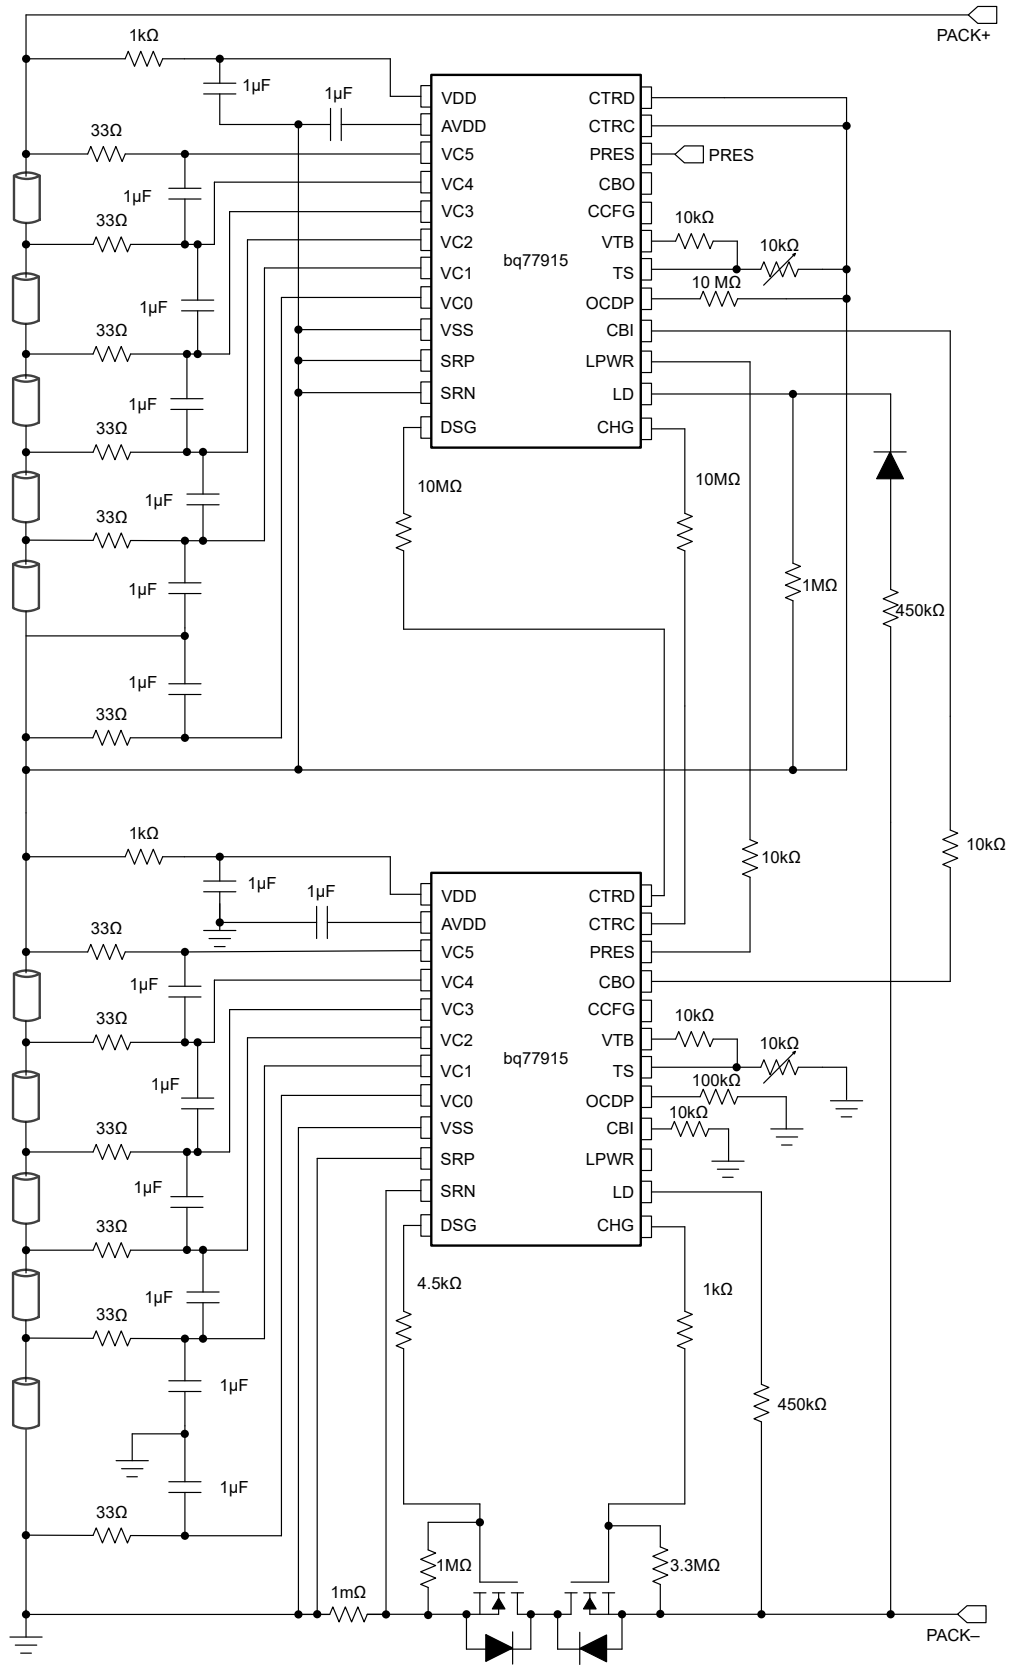 PACK+
1kΩ
1µF
1µF
VDD
CTRD
AVDD
CTRC
33Ω
VC5
PRES
PRES
1µF
VC4
CBO
33Ω
VC3
CCFG
10kΩ
VC2
VTB
10kΩ
bq77915
VC1
TS
10 MΩ
1µF
VC0
OCDP
33Ω
VSS
CBI
SRP
LPWR
1µF
SRN
LD
33Ω
DSG
CHG
10MΩ
10MΩ
1µF
33Ω
1µF
1MΩ
450kΩ
1µF
33Ω
1kΩ
10kΩ
10kΩ
1µF
1µF
VDD
CTRD
AVDD
CTRC
33Ω
VC5
PRES
1µF
VC4
CBO
33Ω
VC3
CCFG
10kΩ
VC2
VTB
10kΩ
bq77915
VC1
TS
100kΩ
1µF
VC0
OCDP
10kΩ
33Ω
VSS
CBI
SRP
LPWR
1µF
SRN
LD
33Ω
DSG
CHG
4.5kΩ
1kΩ
1µF
33Ω
1µF
450kΩ
1µF
33Ω
1MΩ
3.3MΩ
1mΩ
PACK–